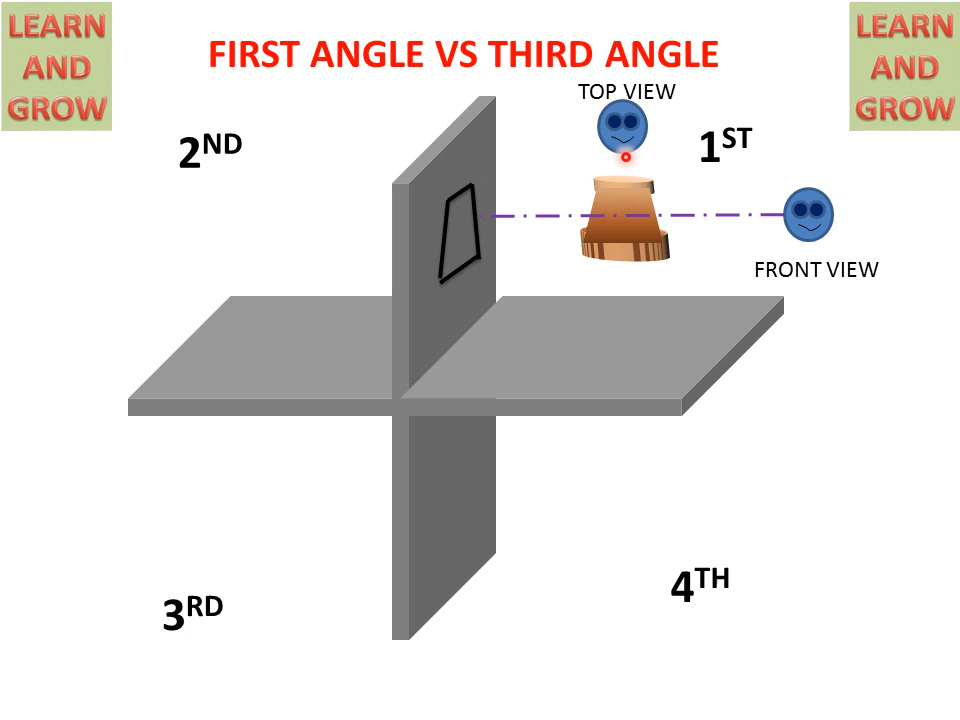 LEARN
AND
GROW
FIRST ANGLE VS THIRD ANGLE
LEARN
AND
GROW
TOP VIEW
2ND
1ST
FRONT VIEW
3RD
4TH